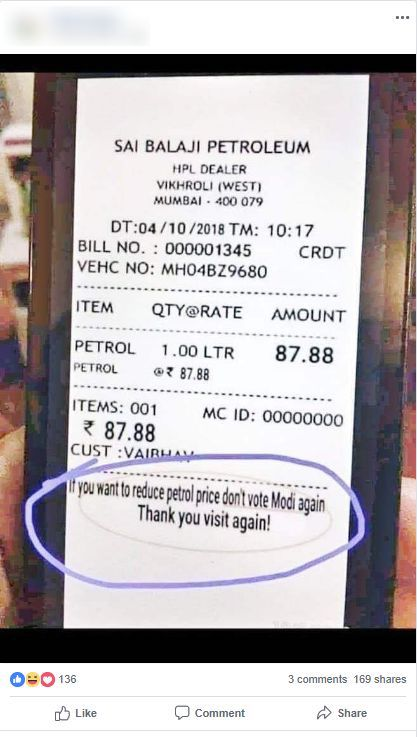 SAI BALAJI PETROLEUM
HPL DEALER
VIKHROLI (WEST)
MUMBAI - 400 079
DT:04/10/2018 TM: 10:17
BILL NO. : 000001345 CRDT
VEHC NO: MH04BZ9680
ITEM QTY@RATE AMOUNT
PETROL 1.00 LTR 87.88
PETROL @₹ 87.88
ITEMS: 001 MC ID: 00000000
₹ 87.88
CUST :VAIBHAV
If you want to reduce petrol price don't vote Modi again
Thank you visit again!
136 3 comments 169 shares
Like Comment Share